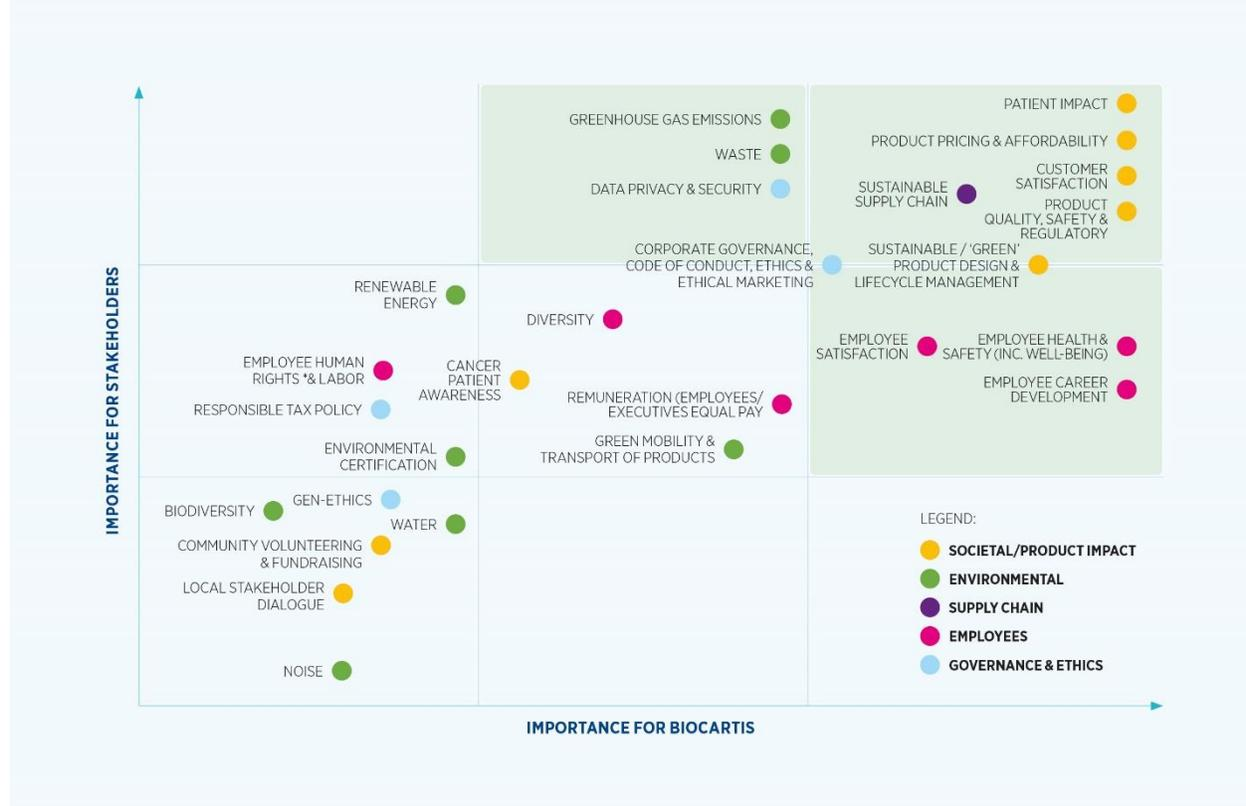 GREENHOUSE GAS EMISSIONS
WASTE
DATA PRIVACY & SECURITY
PATIENT IMPACT
PRODUCT PRICING & AFFORDABILITY
CUSTOMER
SATISFACTION
SUSTAINABLE
SUPPLY CHAIN
PRODUCT
QUALITY, SAFETY &
REGULATORY
CORPORATE GOVERNANCE,
CODE OF CONDUCT, ETHICS &
ETHICAL MARKETING
SUSTAINABLE / ‘GREEN’
PRODUCT DESIGN &
LIFECYCLE MANAGEMENT
IMPORTANCE FOR STAKEHOLDERS
RENEWABLE
ENERGY
DIVERSITY
EMPLOYEE
SATISFACTION
EMPLOYEE HEALTH &
SAFETY (INC. WELL-BEING)
EMPLOYEE CAREER
DEVELOPMENT
EMPLOYEE HUMAN
RIGHTS *& LABOR
CANCER
PATIENT
AWARENESS
REMUNERATION (EMPLOYEES/
EXECUTIVES EQUAL PAY
RESPONSIBLE TAX POLICY
GREEN MOBILITY &
TRANSPORT OF PRODUCTS
ENVIRONMENTAL
CERTIFICATION
GEN-ETHICS
BIODIVERSITY
WATER
COMMUNITY VOLUNTEERING
& FUNDRAISING
LOCAL STAKEHOLDER
DIALOGUE
NOISE
LEGEND:
SOCIETAL/PRODUCT IMPACT
ENVIRONMENTAL
SUPPLY CHAIN
EMPLOYEES
GOVERNANCE & ETHICS
IMPORTANCE FOR BIOCARTIS